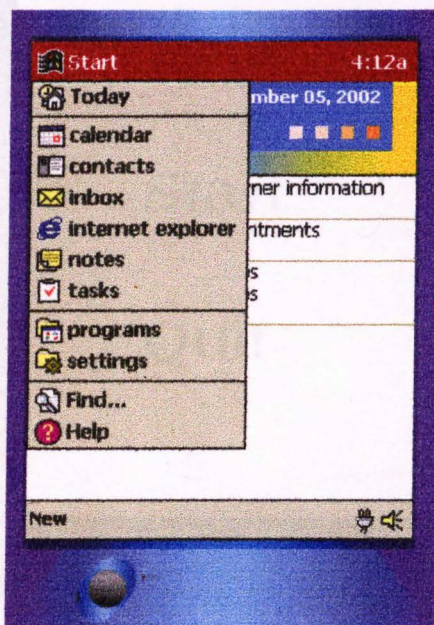 Start 4:12a
Today
mber 05, 2002
calendar
contacts
inbox
ner information
internet explorer
ntments
notes
s
tasks
s
programs
settings
Find...
Help
New